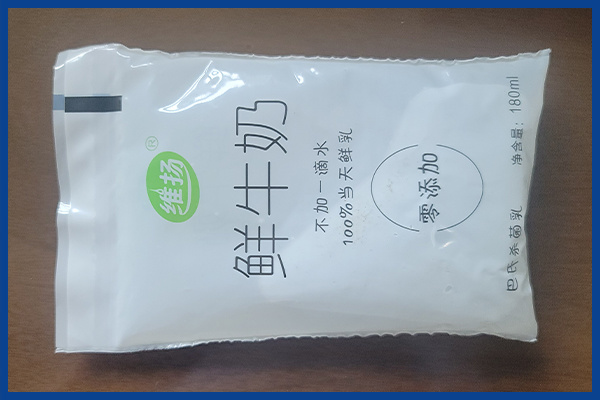 维扬®
鲜牛奶
不加一滴水
100%当天鲜乳
零添加
巴氏杀菌乳 净含量：180ml